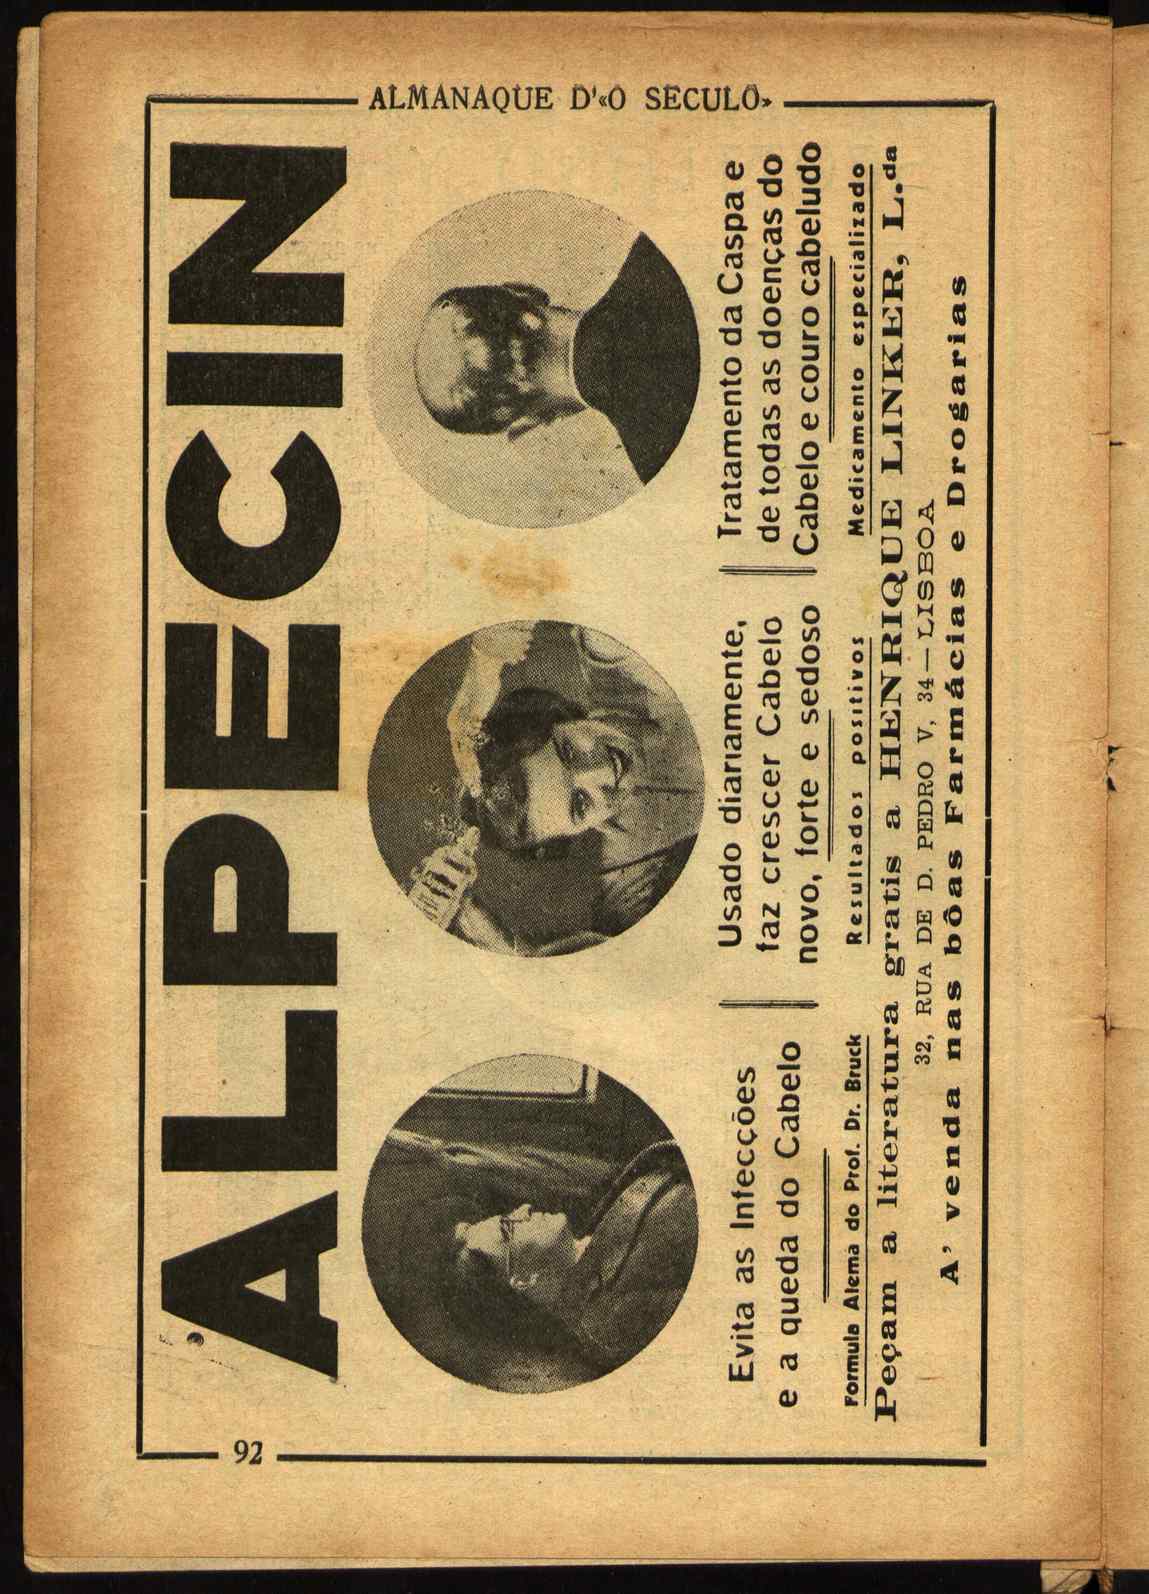 ALMANAQUE D'«O SECULO»
ALPECIN
Evita as Infecções
e a queda do Cabelo
Formula Alema do Prof. Dr. Bruck
Usado diariamente,
faz crescer Cabelo
novo, forte e sedoso
Resultados positivos
Tratamento da Caspa e
de todas as doenças do
Cabelo e couro cabeludo
Medicamento especializado
Peçam a literatura gratis a HENRIQUE LINKER, L.da
32, RUA DE D. PEDRO V, 34 — LISBOA
A' venda nas bôas Farmácias e Drogarias
92